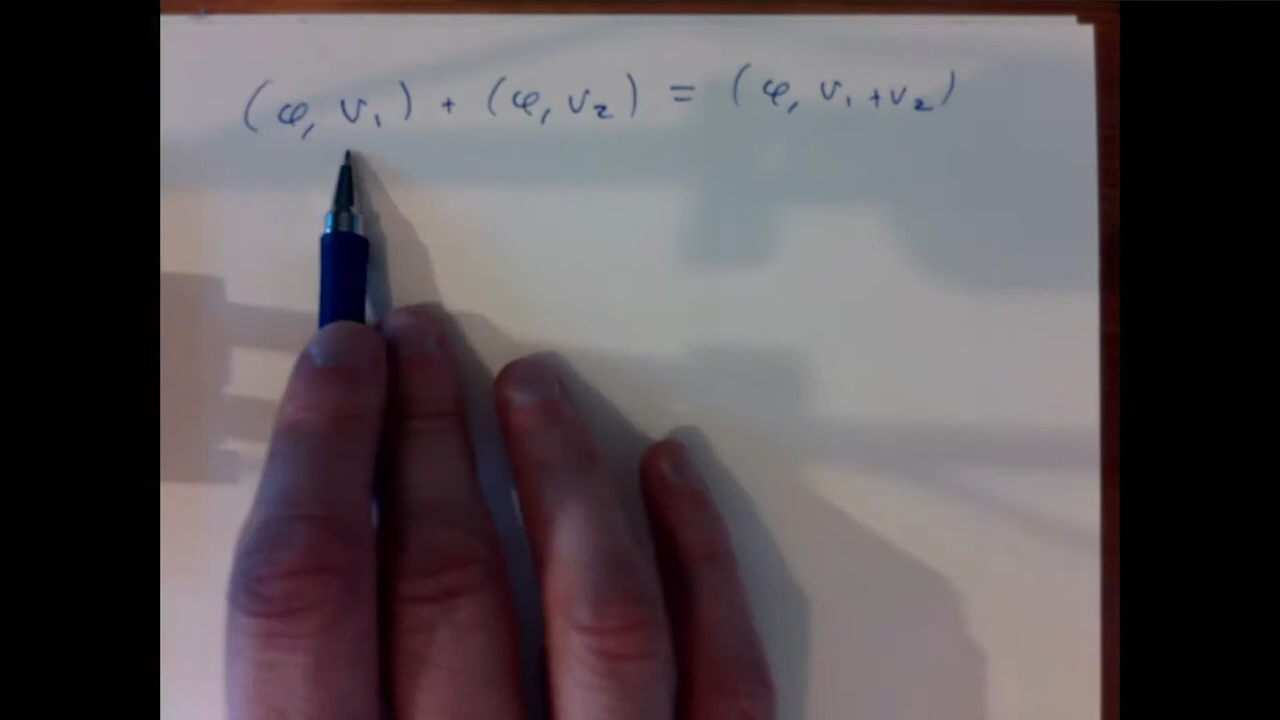 (φ, v₁) + (φ, v₂) = (φ, v₁ + v₂)